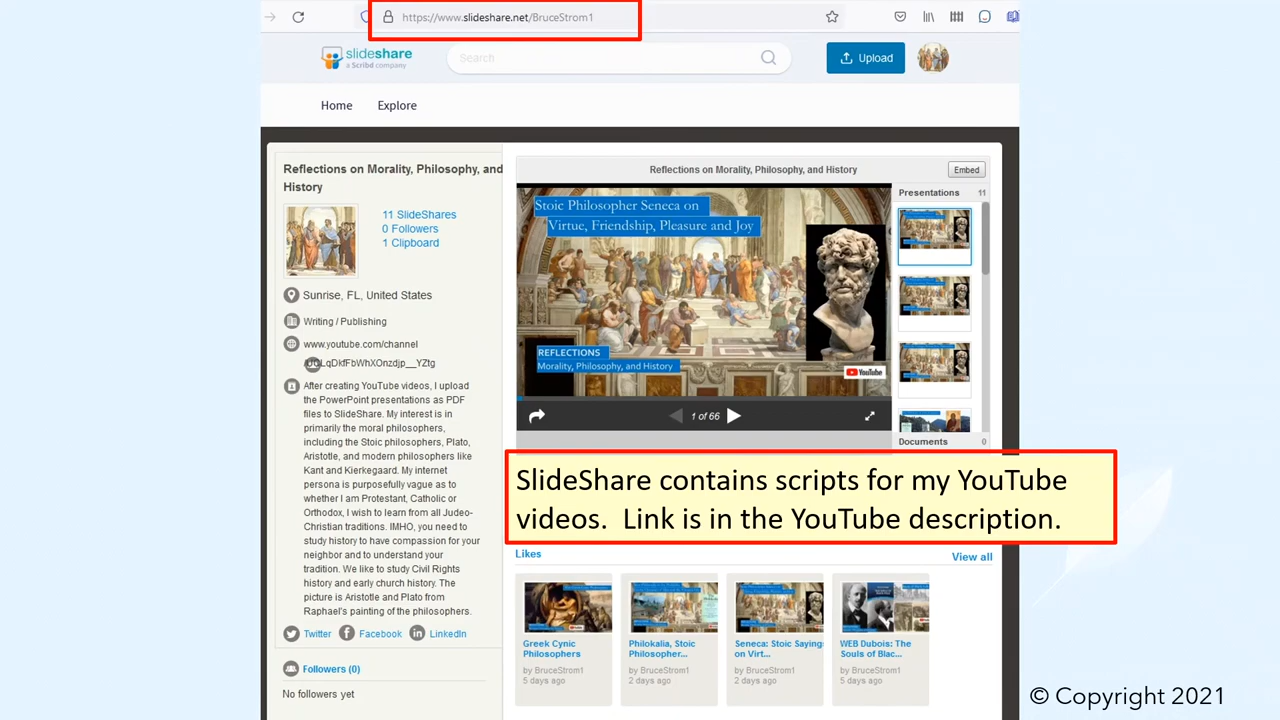 https://www.slideshare.net/BruceStrom1
slideshare
a Scribd company
Search
Upload
Home
Explore
Reflections on Morality, Philosophy, and
History
11 SlideShares
0 Followers
1 Clipboard
Sunrise, FL, United States
Writing / Publishing
www.youtube.com/channel
LqDkfFbWhXOnzdjp__YZtg
After creating YouTube videos, I upload
the PowerPoint presentations as PDF
files to SlideShare. My interest is in
primarily the moral philosophers,
including the Stoic philosophers, Plato,
Aristotle, and modern philosophers like
Kant and Kierkegaard. My internet
persona is purposefully vague as to
whether I am Protestant, Catholic or
Orthodox, I wish to learn from all Judeo-
Christian traditions. IMHO, you need to
study history to have compassion for your
neighbor and to understand your
tradition. We like to study Civil Rights
history and early church history. The
picture is Aristotle and Plato from
Raphael's painting of the philosophers.
Twitter
Facebook
LinkedIn
Followers (0)
No followers yet
Reflections on Morality, Philosophy, and History
Embed
Stoic Philosopher Seneca on
Virtue, Friendship, Pleasure and Joy
REFLECTIONS
Morality, Philosophy, and History
YouTube
1 of 66
Presentations 11
Documents 0
SlideShare contains scripts for my YouTube
videos. Link is in the YouTube description.
Likes
View all
Greek Cynic
Philosophers
by BruceStrom1
5 days ago
Philokalia, Stoic
Philosopher...
by BruceStrom1
2 days ago
Seneca: Stoic Sayings
on Virt...
by BruceStrom1
2 days ago
WEB Dubois: The
Souls of Blac...
by BruceStrom1
5 days ago
© Copyright 2021